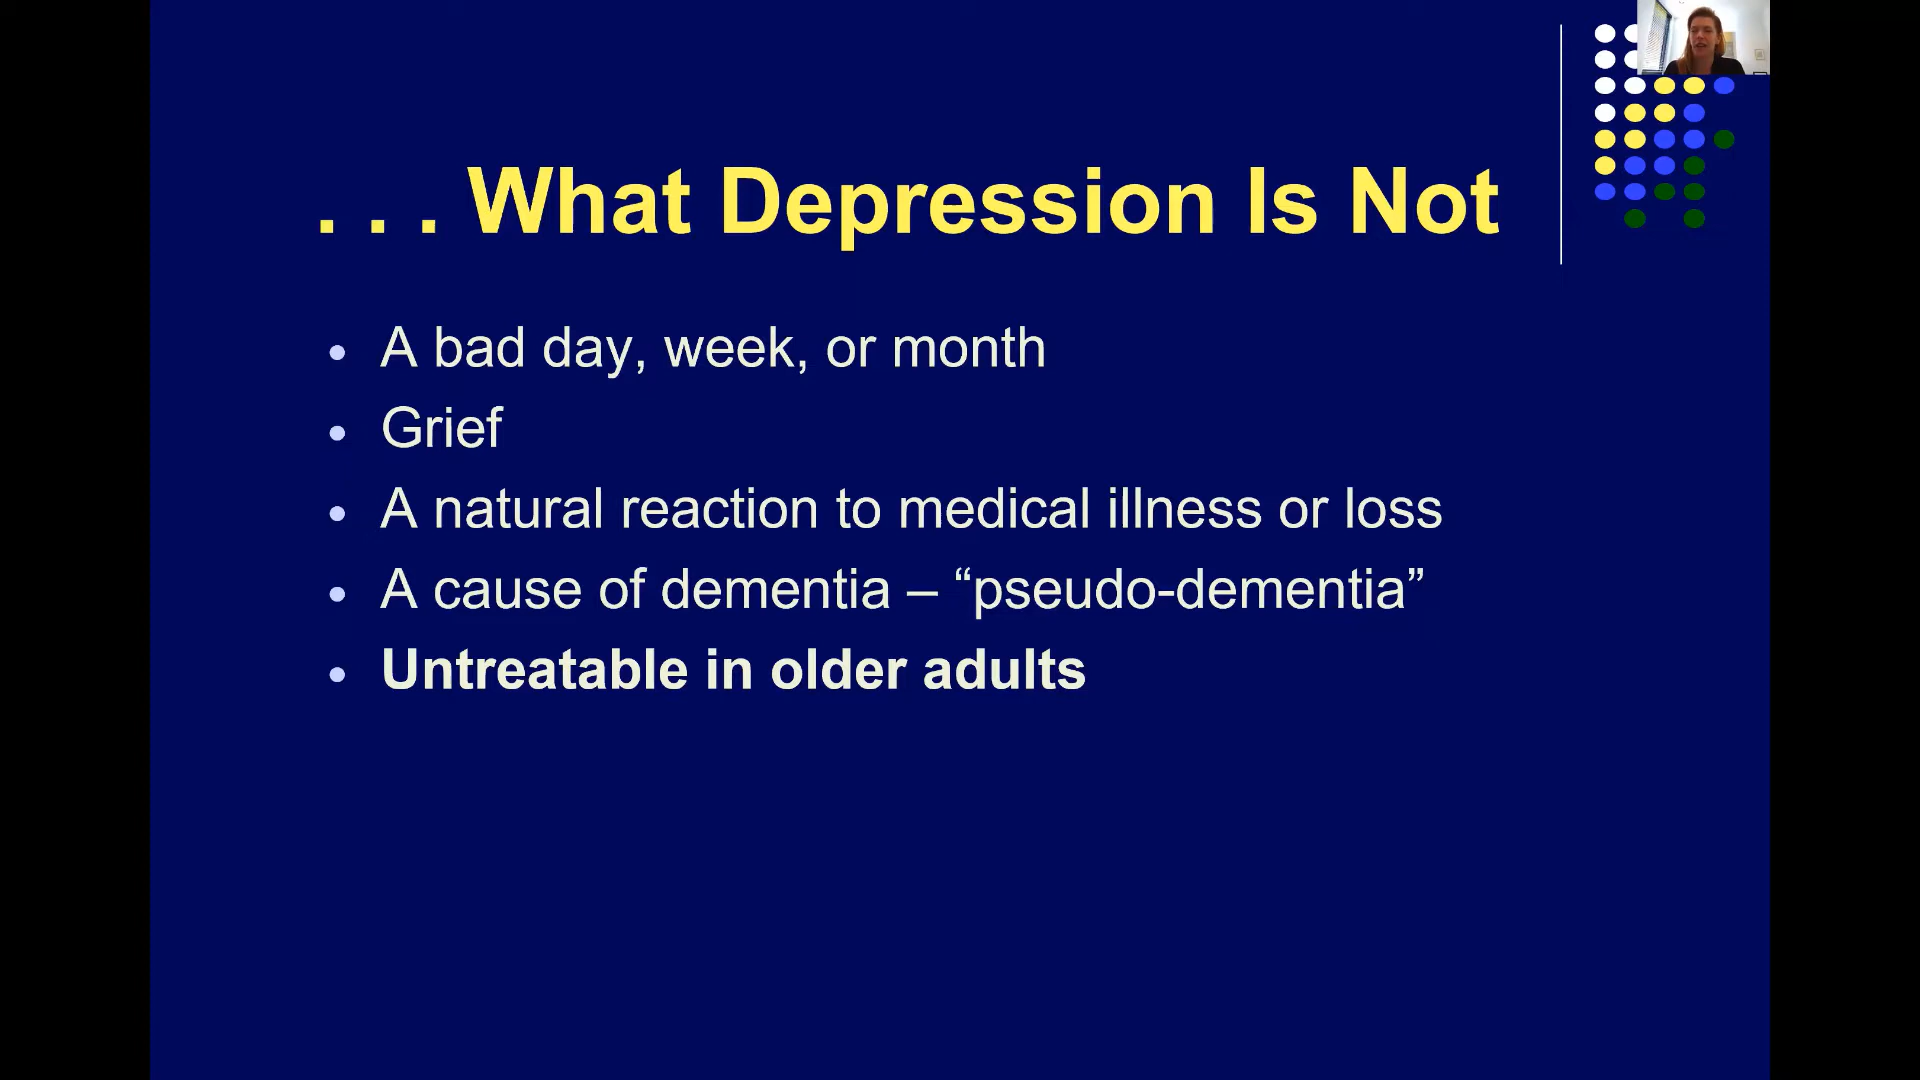 . . . What Depression Is Not
• A bad day, week, or month
• Grief
• A natural reaction to medical illness or loss
• A cause of dementia – “pseudo-dementia”
• Untreatable in older adults